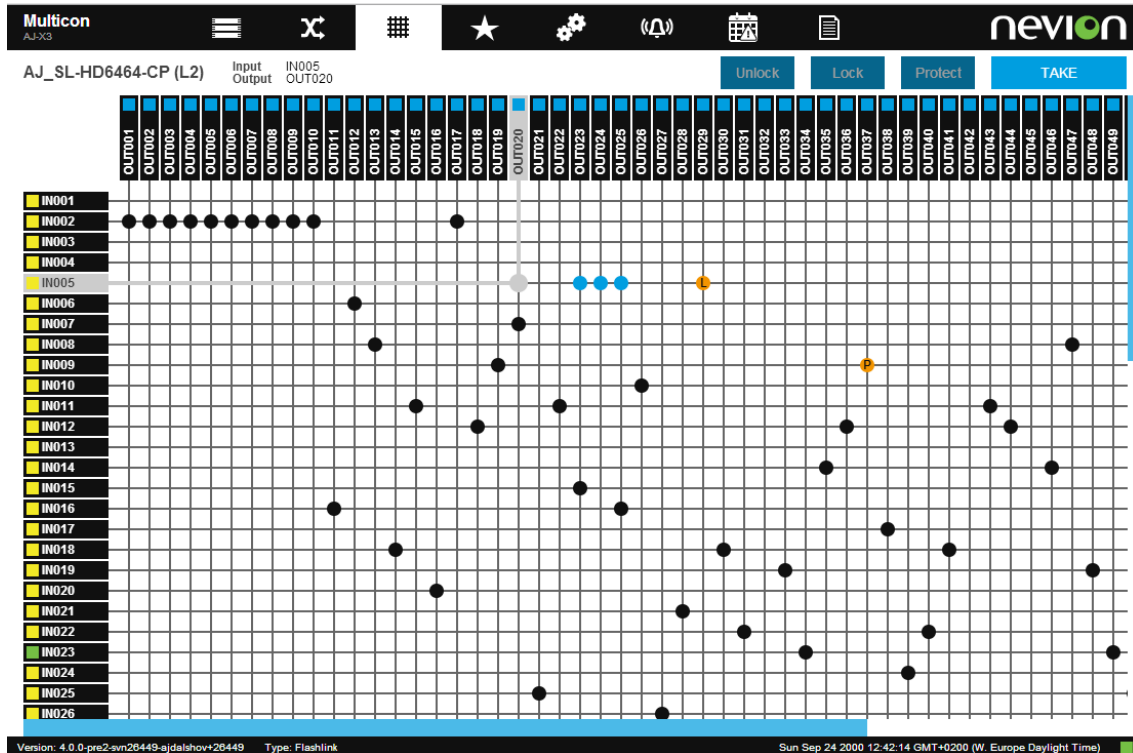 Multicon
AJ-X3
nevion
AJ_SL-HD6464-CP (L2)
Input IN005
Output OUT020
Unlock
Lock
Protect
TAKE
OUT001
OUT002
OUT003
OUT004
OUT005
OUT006
OUT007
OUT008
OUT009
OUT010
OUT011
OUT012
OUT013
OUT014
OUT015
OUT016
OUT017
OUT018
OUT019
OUT020
OUT021
OUT022
OUT023
OUT024
OUT025
OUT026
OUT027
OUT028
OUT029
OUT030
OUT031
OUT032
OUT033
OUT034
OUT035
OUT036
OUT037
OUT038
OUT039
OUT040
OUT041
OUT042
OUT043
OUT044
OUT045
OUT046
OUT047
OUT048
OUT049
IN001
IN002
IN003
IN004
IN005
L
IN006
IN007
IN008
IN009
P
IN010
IN011
IN012
IN013
IN014
IN015
IN016
IN017
IN018
IN019
IN020
IN021
IN022
IN023
IN024
IN025
IN026
Version: 4.0.0-pre2-svn26449-ajdalshov+26449 Type: Flashlink
Sun Sep 24 2000 12:42:14 GMT+0200 (W. Europe Daylight Time)